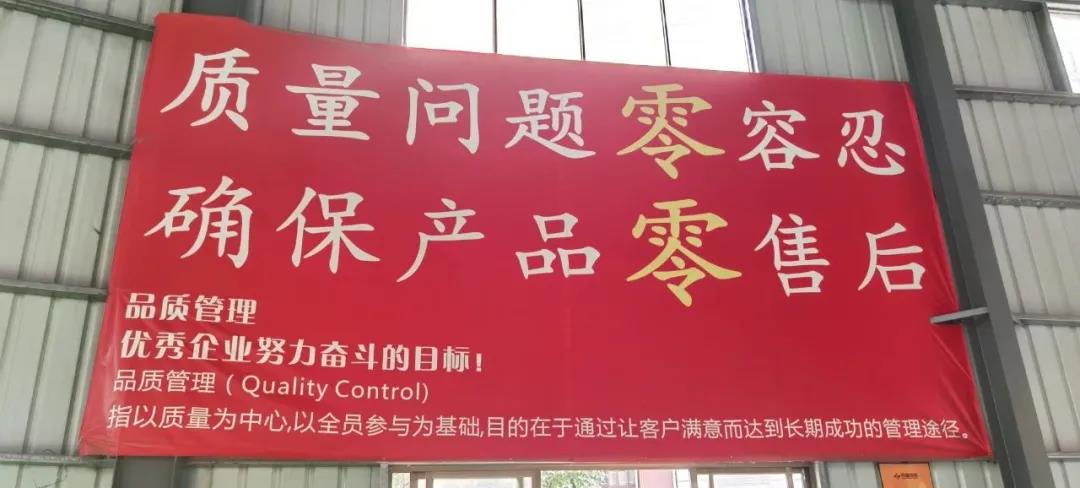 质量问题零容忍
确保产品零售后
品质管理
优秀企业努力奋斗的目标!
品质管理(Quality Control)
指以质量为中心,以全员参与为基础,目的在于通过让客户满意而达到长期成功的管理途径。